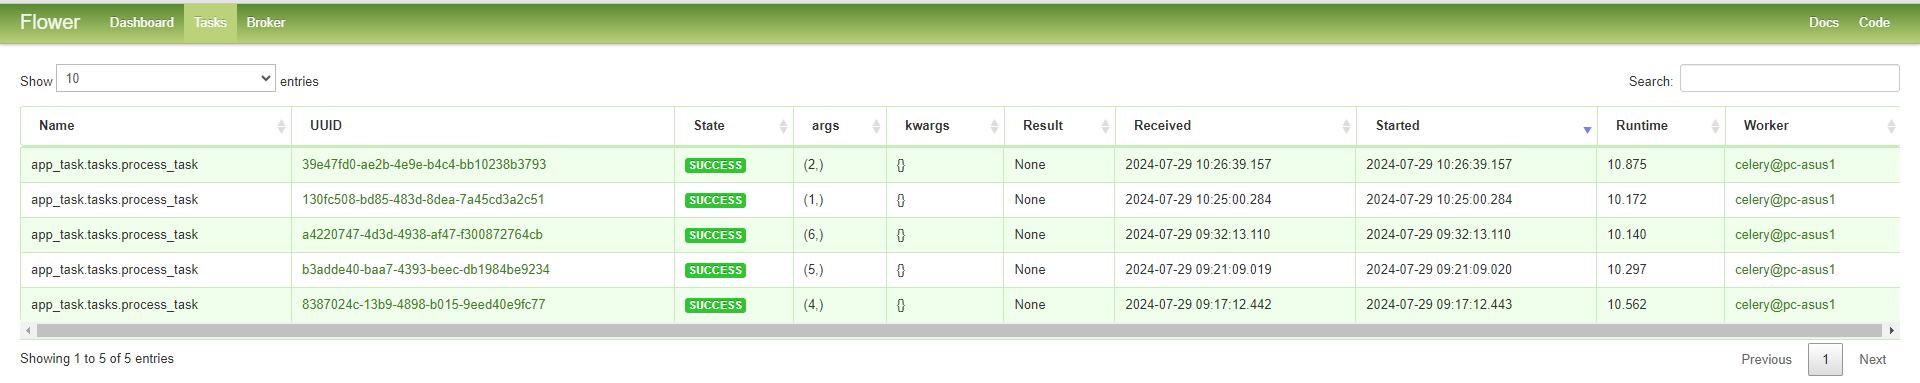 Flower Dashboard Tasks Broker Docs Code
Show 10 entries Search:
Name UUID State args kwargs Result Received Started Runtime Worker
app_task.tasks.process_task 39e47fd0-ae2b-4e9e-b4c4-bb10238b3793 SUCCESS (2,) {} None 2024-07-29 10:26:39.157 2024-07-29 10:26:39.157 10.875 celery@pc-asus1
app_task.tasks.process_task 130fc508-bd85-483d-8dea-7a45cd3a2c51 SUCCESS (1,) {} None 2024-07-29 10:25:00.284 2024-07-29 10:25:00.284 10.172 celery@pc-asus1
app_task.tasks.process_task a4220747-4d3d-4938-af47-f300872764cb SUCCESS (6,) {} None 2024-07-29 09:32:13.110 2024-07-29 09:32:13.110 10.140 celery@pc-asus1
app_task.tasks.process_task b3adde40-baa7-4393-beec-db1984be9234 SUCCESS (5,) {} None 2024-07-29 09:21:09.019 2024-07-29 09:21:09.020 10.297 celery@pc-asus1
app_task.tasks.process_task 8387024c-13b9-4898-b015-9eed40e9fc77 SUCCESS (4,) {} None 2024-07-29 09:17:12.442 2024-07-29 09:17:12.443 10.562 celery@pc-asus1
Showing 1 to 5 of 5 entries Previous 1 Next